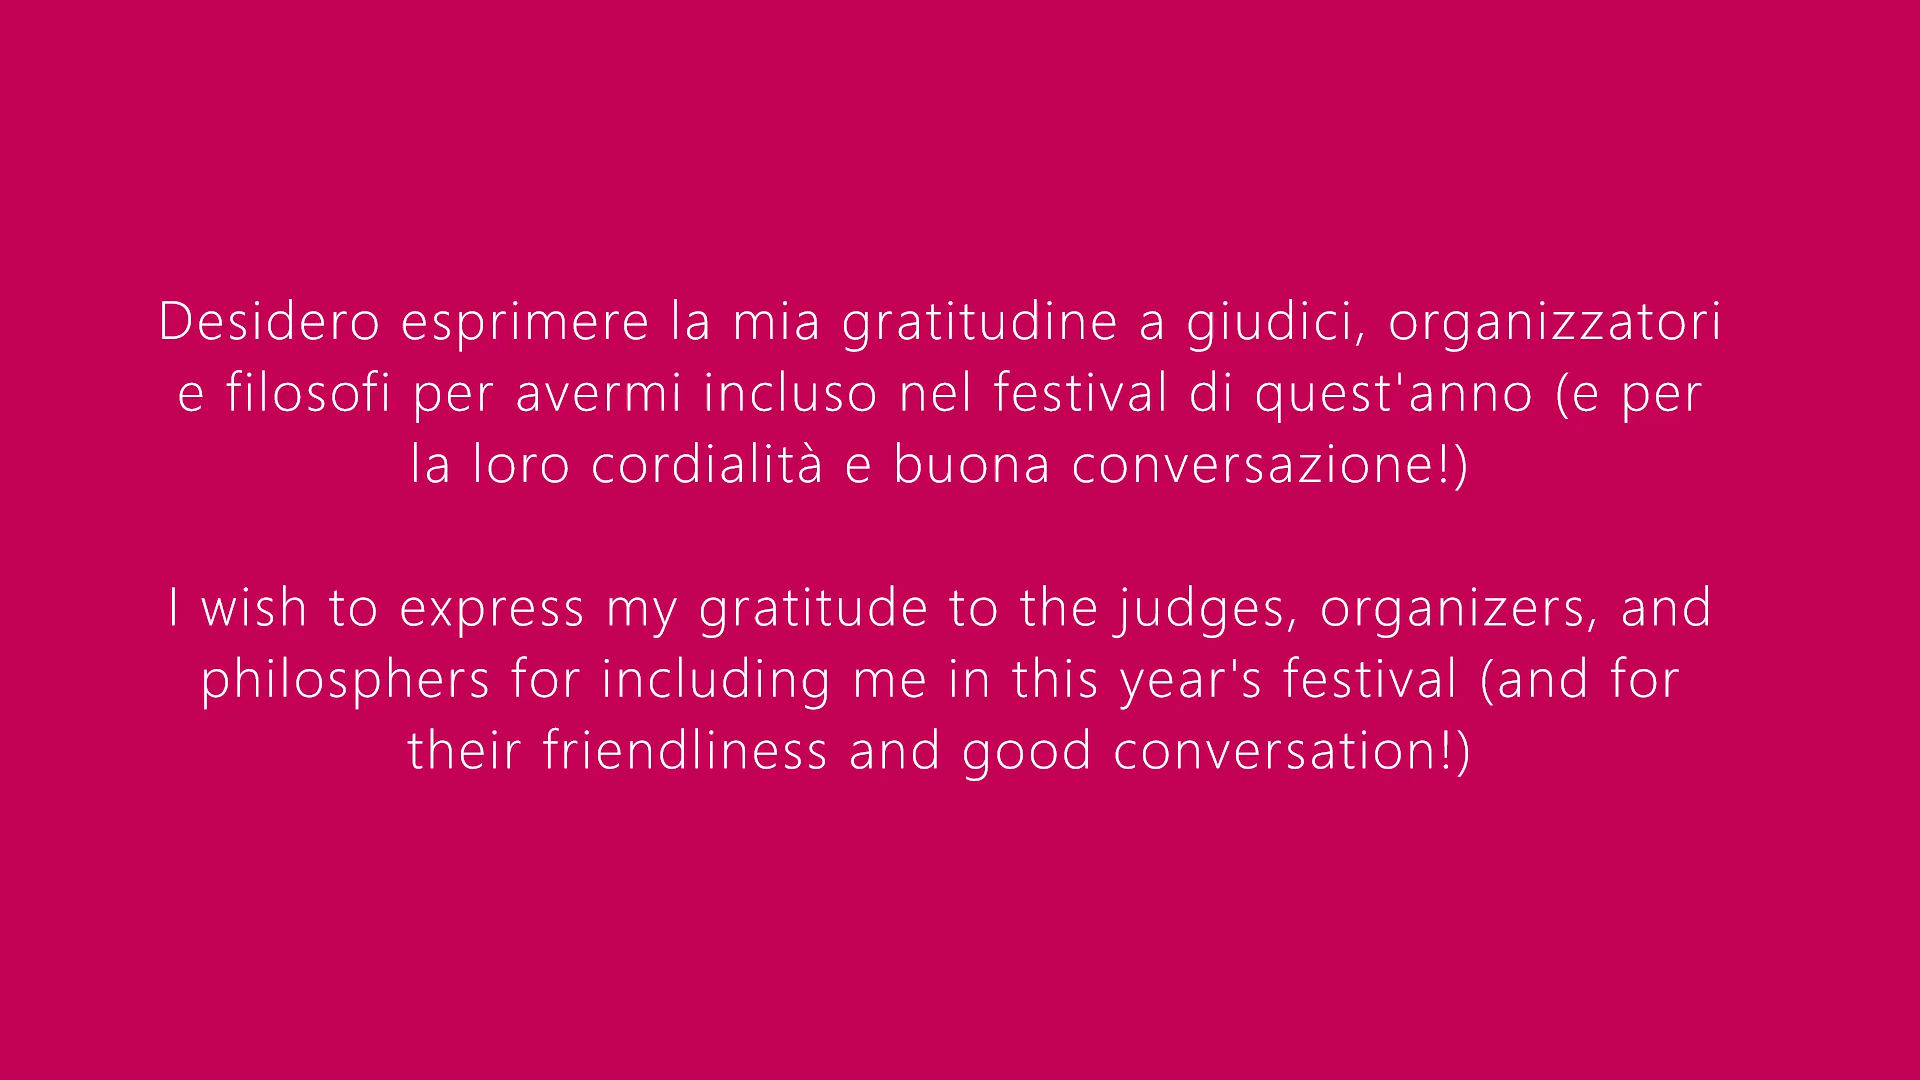 Desidero esprimere la mia gratitudine a giudici, organizzatori
e filosofi per avermi incluso nel festival di quest'anno (e per
la loro cordialità e buona conversazione!)
I wish to express my gratitude to the judges, organizers, and
philosphers for including me in this year's festival (and for
their friendliness and good conversation!)